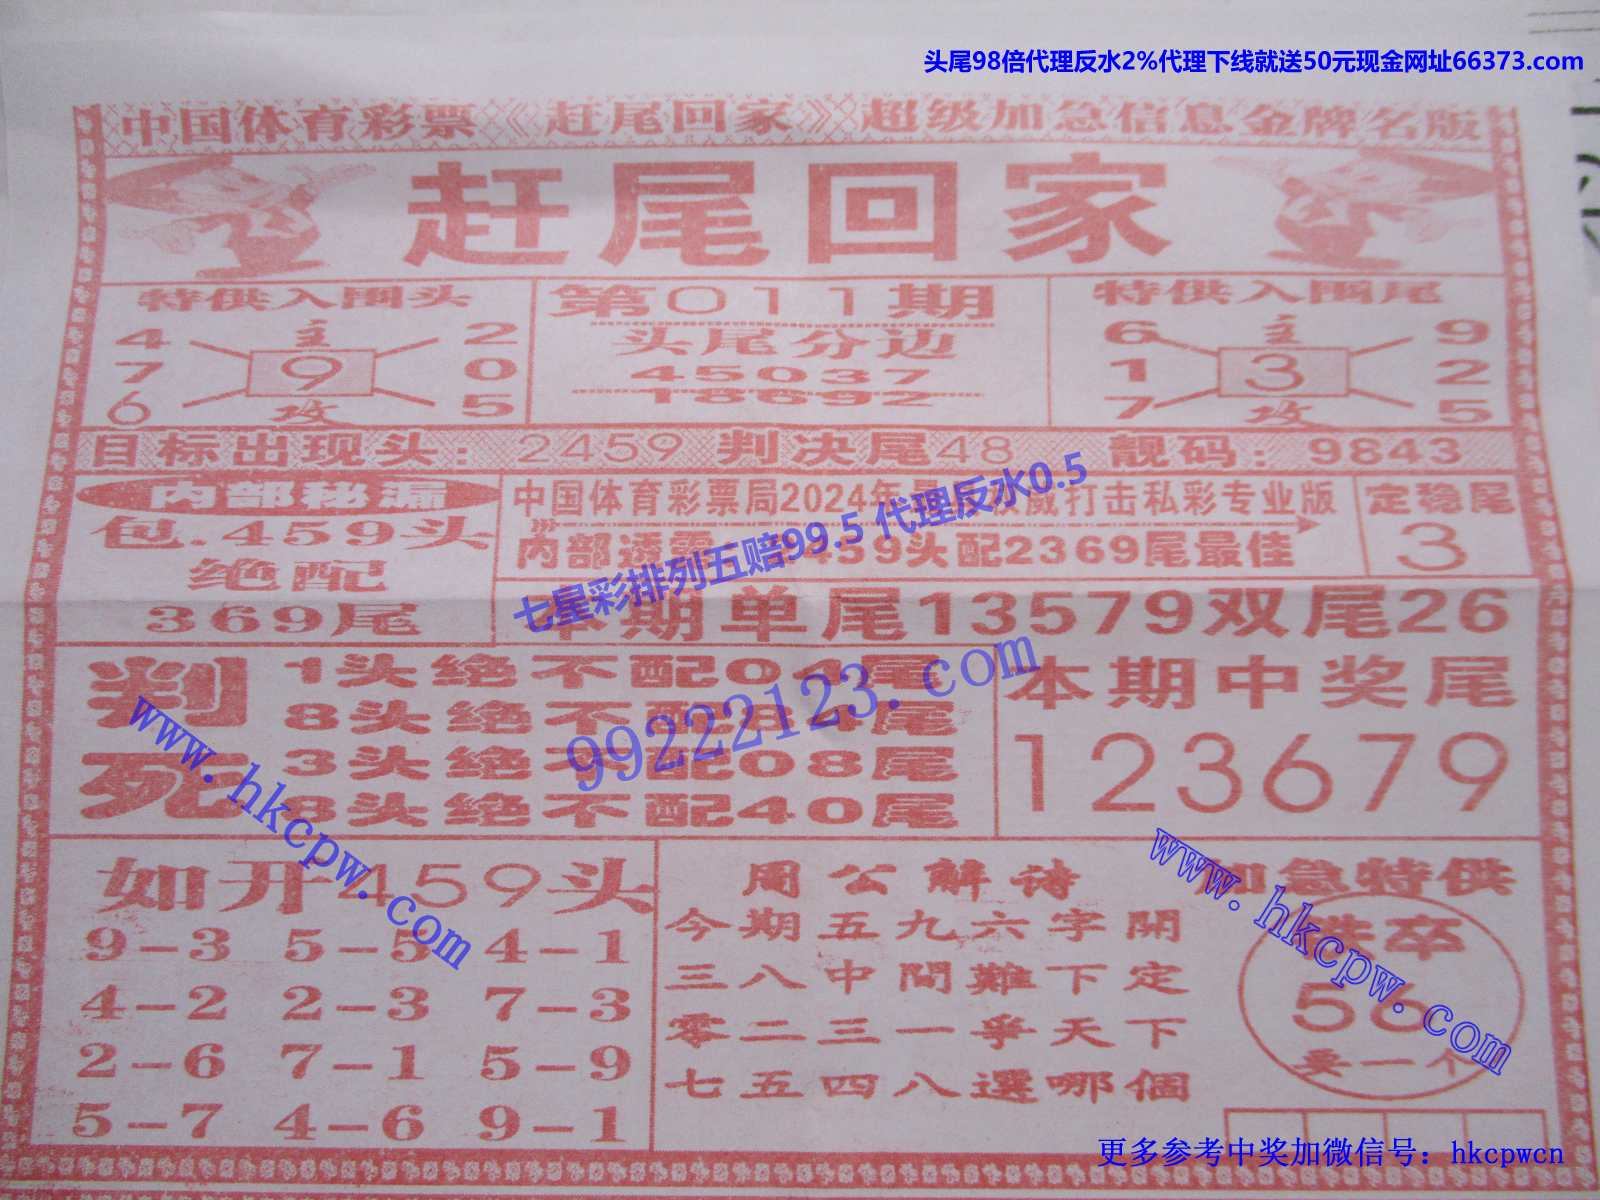 头尾98倍代理反水2%代理下线就送50元现金网址66373.com
中国体育彩票《赶尾回家》超级加急信息金牌名版
赶尾回家
特供入围头
4 主 2
7 9 0
6 攻 5
第011期
头尾分边
45037
18692
特供入围尾
6 主 9
1 3 2
7 攻 5
目标出现头：2459 判决尾48 靓码：9843
内部秘漏
包.459头
绝配
369尾
中国体育彩票局2024年 威打击私彩专业版
内部透露 459头配2369尾最佳
稳尾
3
七星彩排列五赔99.5 代理反水0.5
本期单尾13579双尾26
判死
1头绝不配04尾
8头绝不配 尾
3头绝不配08尾
8头绝不配40尾
99222123.com
www.hkcpw.com
本期中奖尾
123679
如开459头
9-3 5-5 4-1
4-2 2-3 7-3
2-6 7-1 5-9
5-7 4-6 9-1
周公解诗
今期五九六字開
三八中間難下定
零二三一爭天下
七五四八選哪個
加急特供
卒
56
要一个
www.hkcpw.com
更多参考中奖加微信号：hkcpwcn